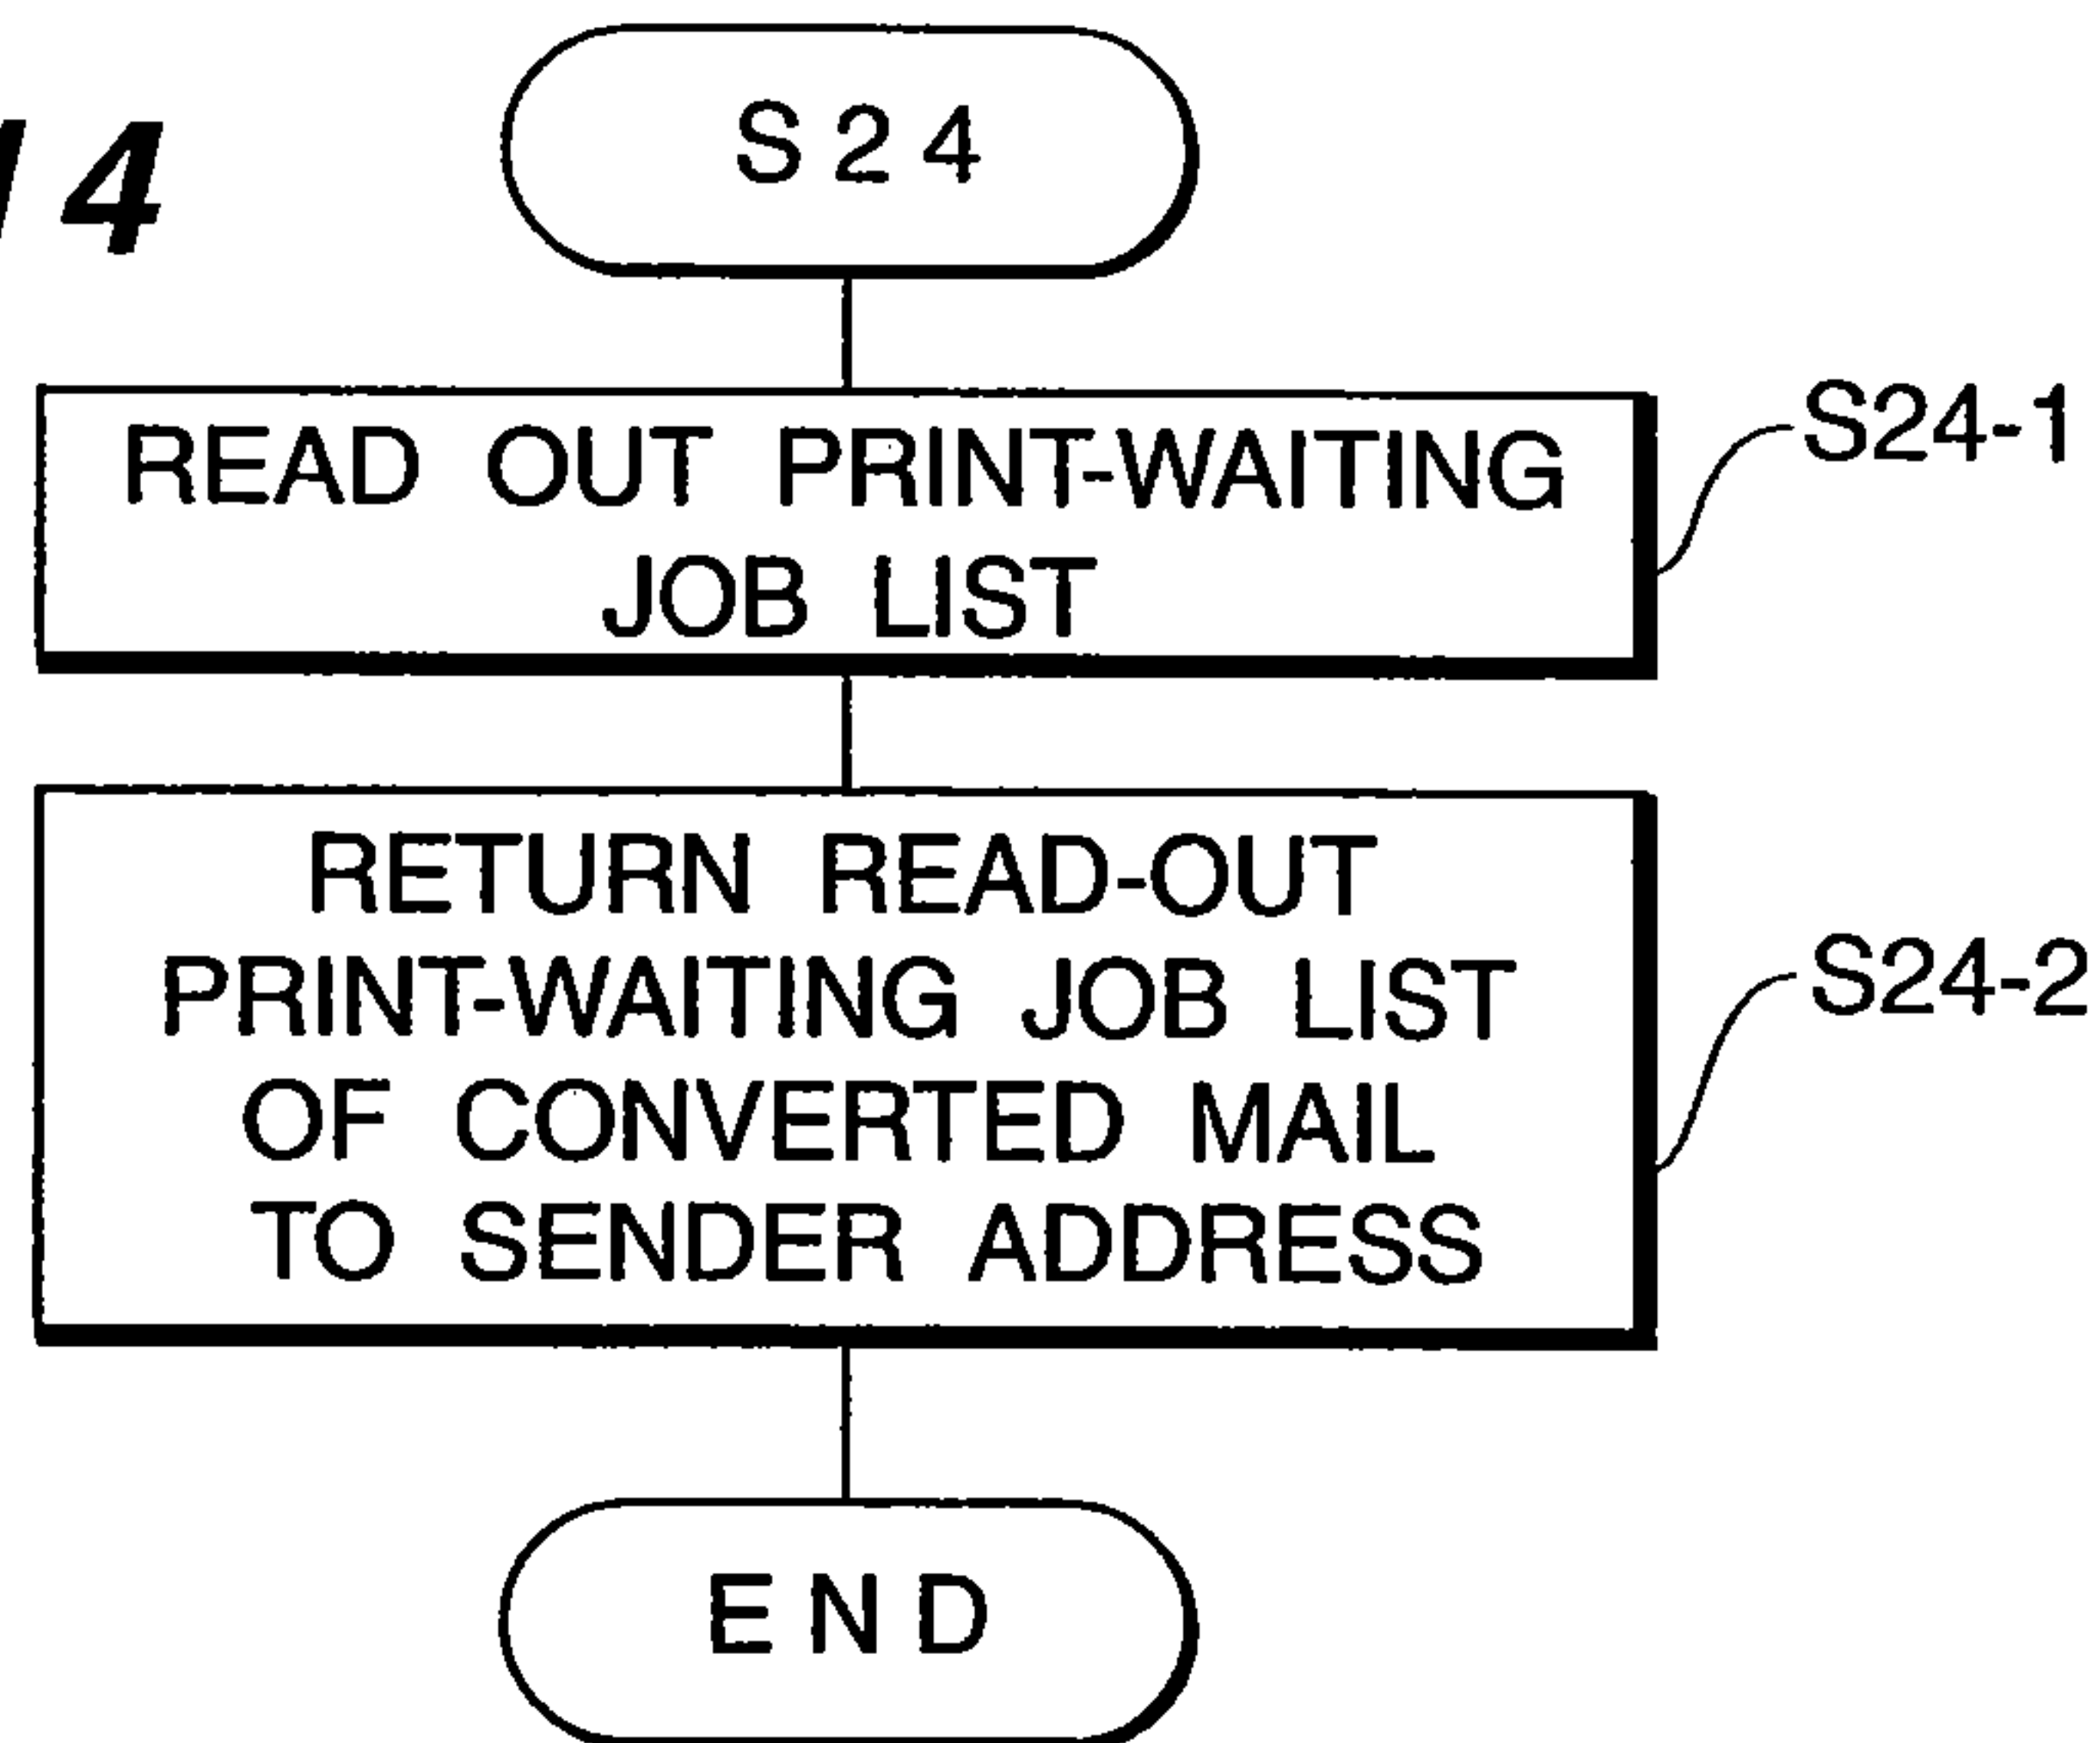 4
S24
READ OUT PRINT-WAITING
JOB LIST
S24-1
RETURN READ-OUT
PRINT-WAITING JOB LIST
OF CONVERTED MAIL
TO SENDER ADDRESS
S24-2
END